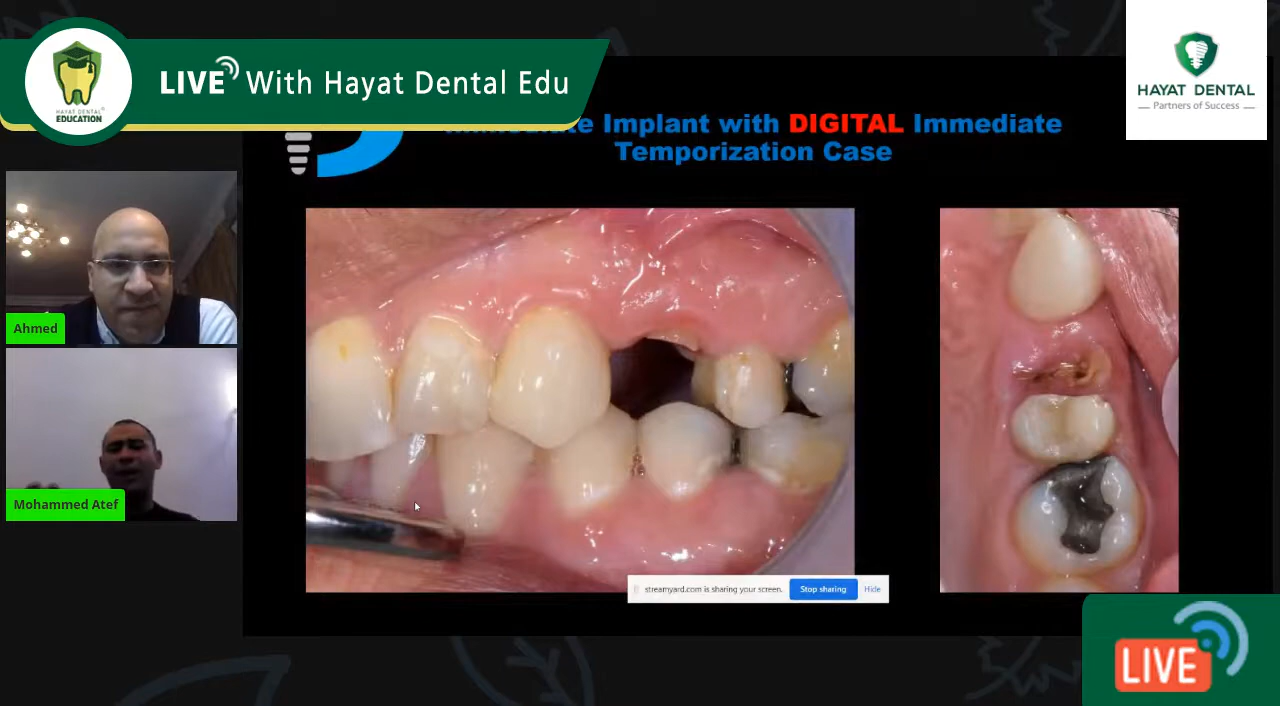 LIVE With Hayat Dental Edu
HAYAT DENTAL
EDUCATION
HAYAT DENTAL
Partners of Success
Implant with DIGITAL Immediate
Temporization Case
Ahmed
Mohammed Atef
streamyard.com is sharing your screen.
Stop sharing
Hide
LIVE